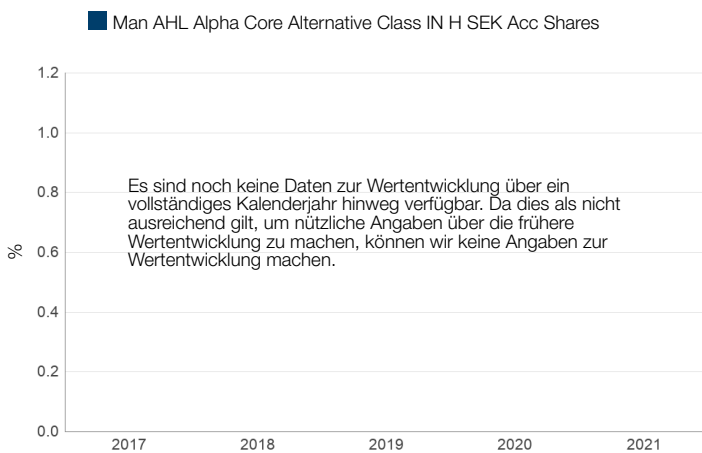 Man AHL Alpha Core Alternative Class IN H SEK Acc Shares
1.2
1.0
0.8
0.6
0.4
0.2
0.0
%
Es sind noch keine Daten zur Wertentwicklung über ein
vollständiges Kalenderjahr hinweg verfügbar. Da dies als nicht
ausreichend gilt, um nützliche Angaben über die frühere
Wertentwicklung zu machen, können wir keine Angaben zur
Wertentwicklung machen.
2017 2018 2019 2020 2021